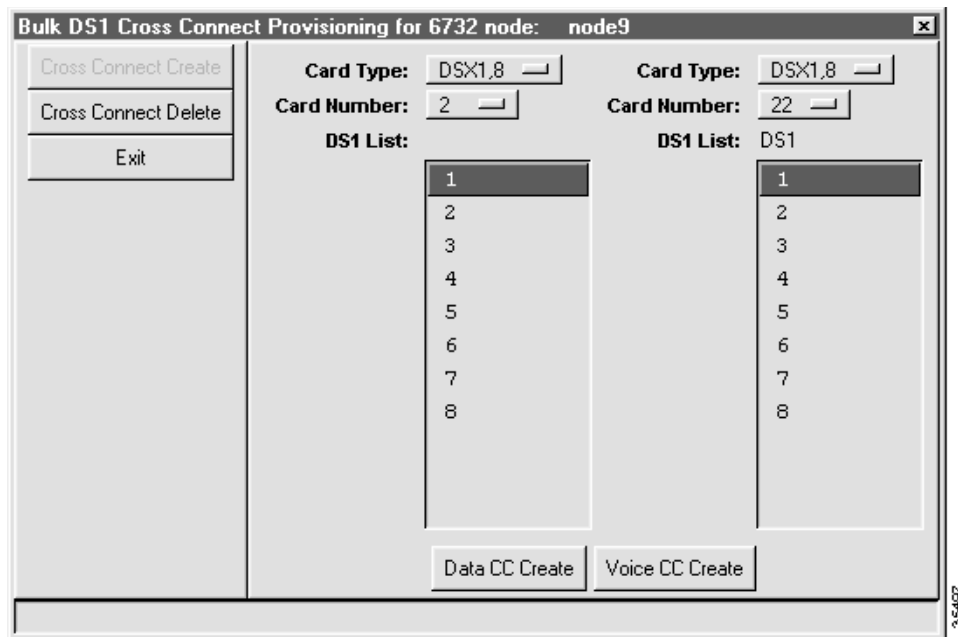 Bulk DS1 Cross Connect Provisioning for 6732 node: node9
Cross Connect Create
Cross Connect Delete
Exit
Card Type: DSX1,8 Card Type: DSX1,8
Card Number: 2 Card Number: 22
DS1 List: DS1 List: DS1
1 1
2 2
3 3
4 4
5 5
6 6
7 7
8 8
Data CC Create Voice CC Create
35492